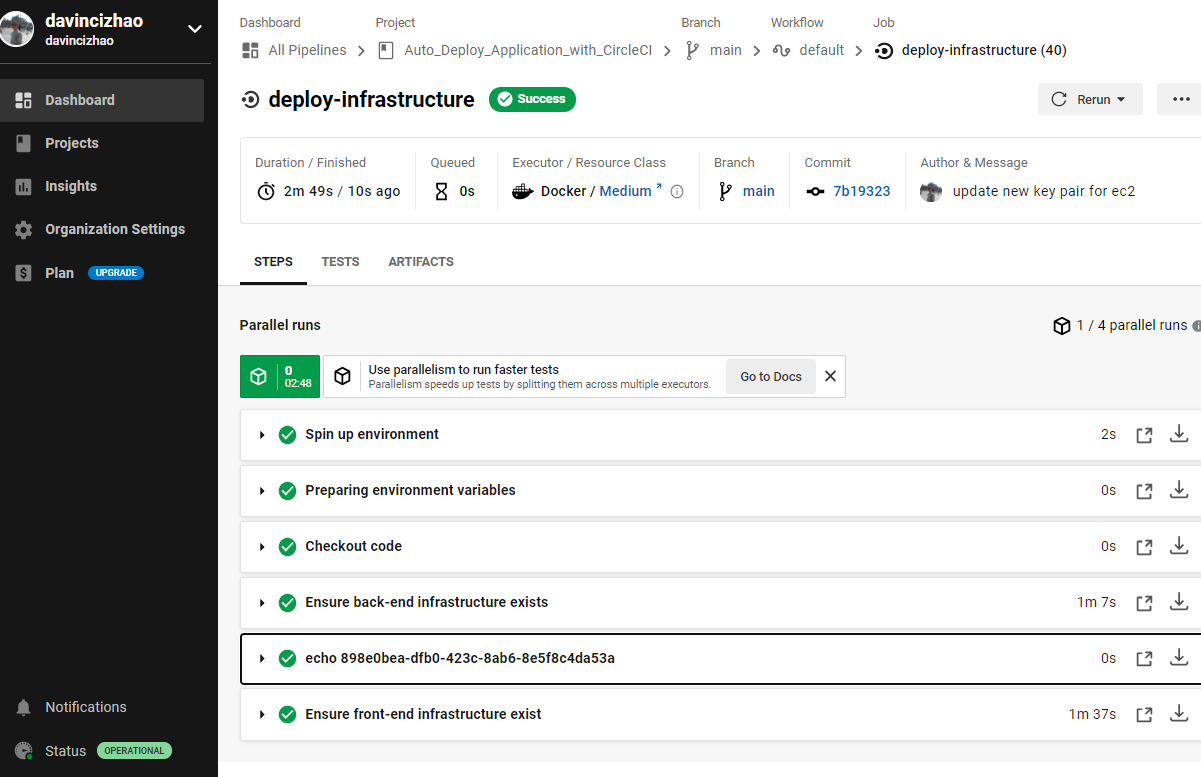 davincizhao
davincizhao
Dashboard
Projects
Insights
Organization Settings
Plan UPGRADE
Notifications
Status OPERATIONAL
Dashboard Project Branch Workflow Job
All Pipelines Auto_Deploy_Application_with_CircleCI main default deploy-infrastructure (40)
deploy-infrastructure Success Rerun
Duration / Finished Queued Executor / Resource Class Branch Commit Author & Message
2m 49s / 10s ago 0s Docker / Medium main 7b19323 update new key pair for ec2
STEPS TESTS ARTIFACTS
Parallel runs 1 / 4 parallel runs
0
02:48
Use parallelism to run faster tests
Parallelism speeds up tests by splitting them across multiple executors.
Go to Docs
Spin up environment 2s
Preparing environment variables 0s
Checkout code 0s
Ensure back-end infrastructure exists 1m 7s
echo 898e0bea-dfb0-423c-8ab6-8e5f8c4da53a 0s
Ensure front-end infrastructure exist 1m 37s